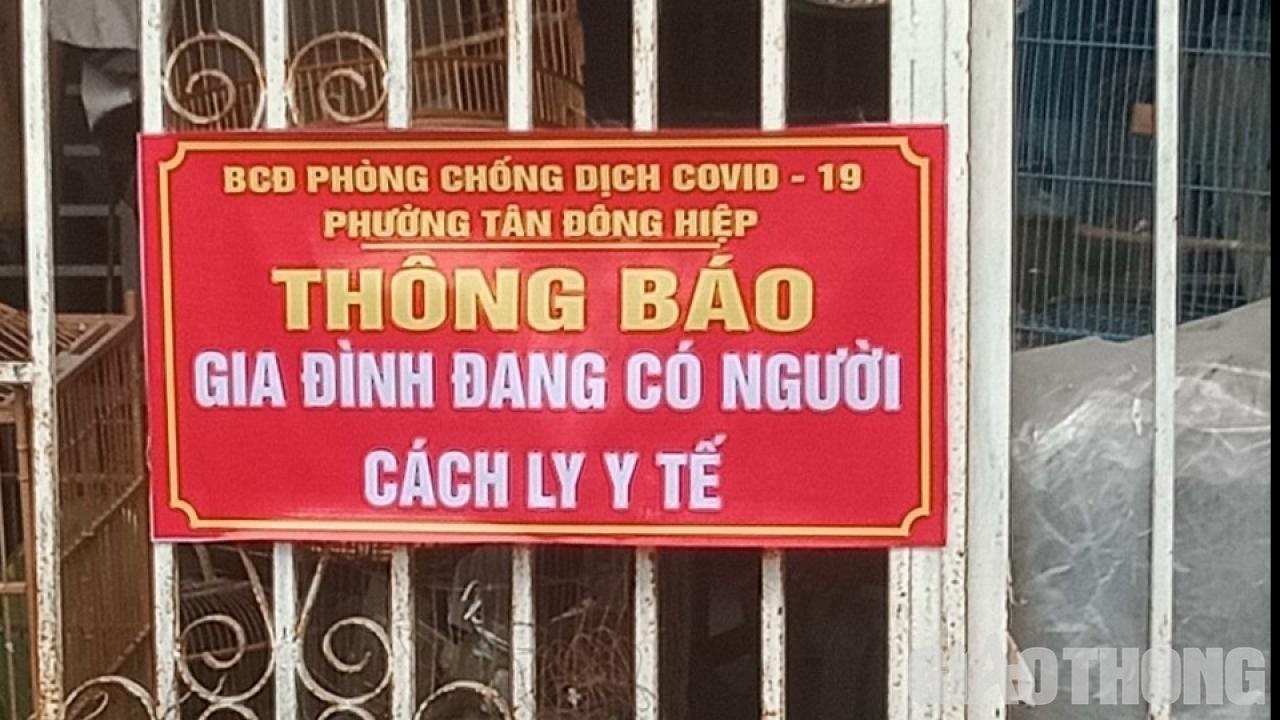 BCĐ PHÒNG CHỐNG DỊCH COVID - 19
PHƯỜNG TÂN ĐÔNG HIỆP
THÔNG BÁO
GIA ĐÌNH ĐANG CÓ NGƯỜI
CÁCH LY Y TẾ
GIAOTHONG